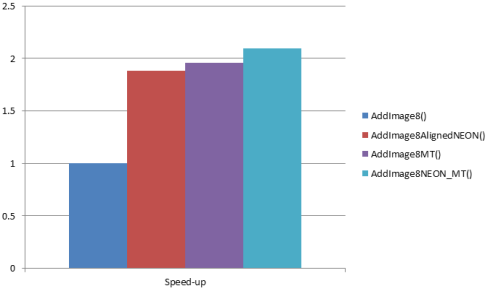 2.5
2
1.5
1
0.5
0
Speed-up
AddImage8()
AddImage8AlignedNEON()
AddImage8MT()
AddImage8NEON_MT()